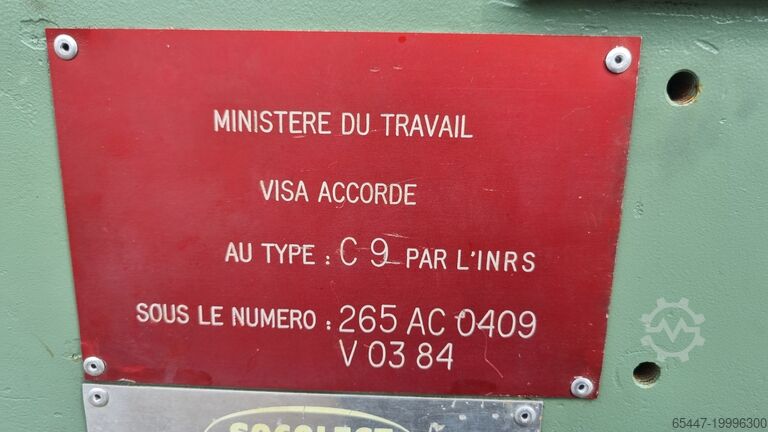 MINISTERE DU TRAVAIL
VISA ACCORDE
AU TYPE : C 9 PAR L'INRS
SOUS LE NUMERO : 265 AC 0409
V 03 84
65447-19996300